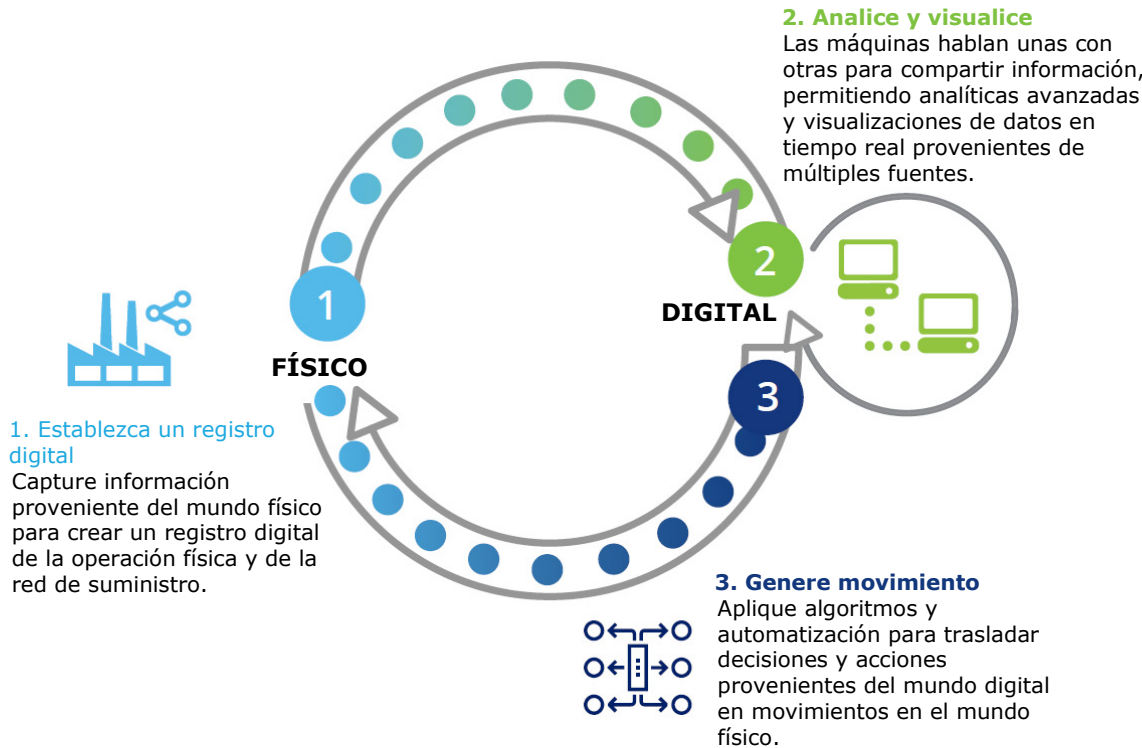 2. Analice y visualice
Las máquinas hablan unas con
otras para compartir información,
permitiendo analíticas avanzadas
y visualizaciones de datos en
tiempo real provenientes de
múltiples fuentes.
1
FÍSICO
2
DIGITAL
3
1. Establezca un registro
digital
Capture información
proveniente del mundo físico
para crear un registro digital
de la operación física y de la
red de suministro.
3. Genere movimiento
Aplique algoritmos y
automatización para trasladar
decisiones y acciones
provenientes del mundo digital
en movimientos en el mundo
físico.